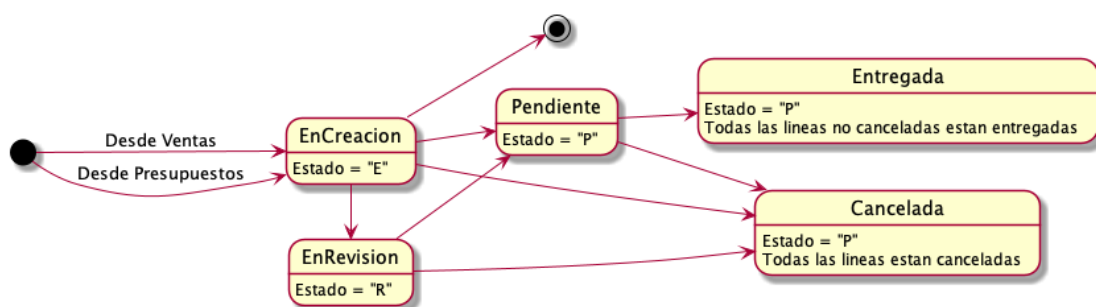 Desde Ventas
Desde Presupuestos
EnCreacion
Estado = "E"
EnRevision
Estado = "R"
Pendiente
Estado = "P"
Entregada
Estado = "P"
Todas las lineas no canceladas estan entregadas
Cancelada
Estado = "P"
Todas las lineas estan canceladas